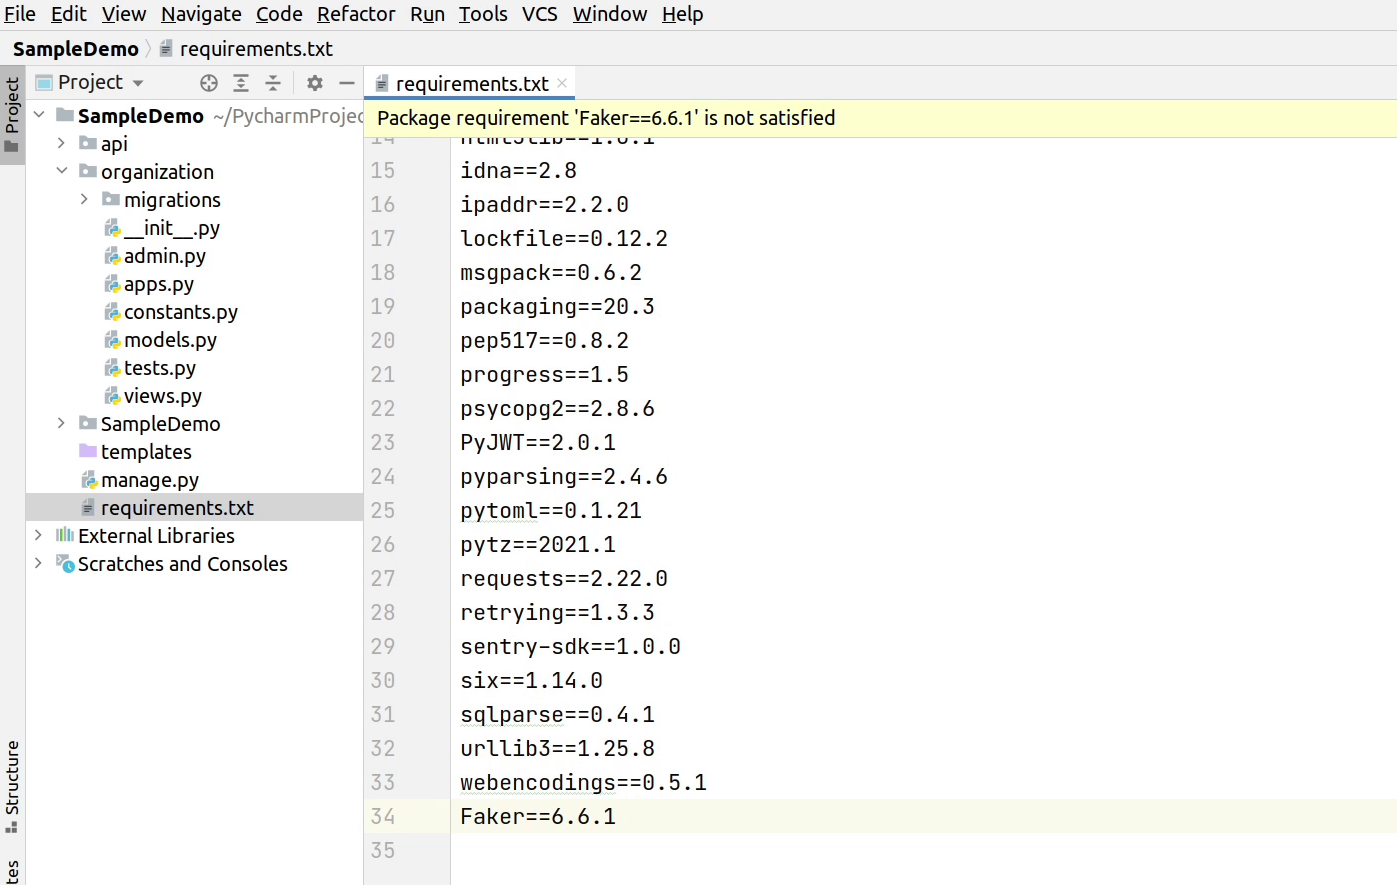 File Edit View Navigate Code Refactor Run Tools VCS Window Help
SampleDemo requirements.txt
Project
Project
requirements.txt
SampleDemo ~/PycharmProjec
Package requirement 'Faker==6.6.1' is not satisfied
api
organization
migrations
__init__.py
admin.py
apps.py
constants.py
models.py
tests.py
views.py
SampleDemo
templates
manage.py
requirements.txt
External Libraries
Scratches and Consoles
Structure
tes
14 html5lib==1.0.1
15 idna==2.8
16 ipaddr==2.2.0
17 lockfile==0.12.2
18 msgpack==0.6.2
19 packaging==20.3
20 pep517==0.8.2
21 progress==1.5
22 psycopg2==2.8.6
23 PyJWT==2.0.1
24 pyparsing==2.4.6
25 pytoml==0.1.21
26 pytz==2021.1
27 requests==2.22.0
28 retrying==1.3.3
29 sentry-sdk==1.0.0
30 six==1.14.0
31 sqlparse==0.4.1
32 urllib3==1.25.8
33 webencodings==0.5.1
34 Faker==6.6.1
35